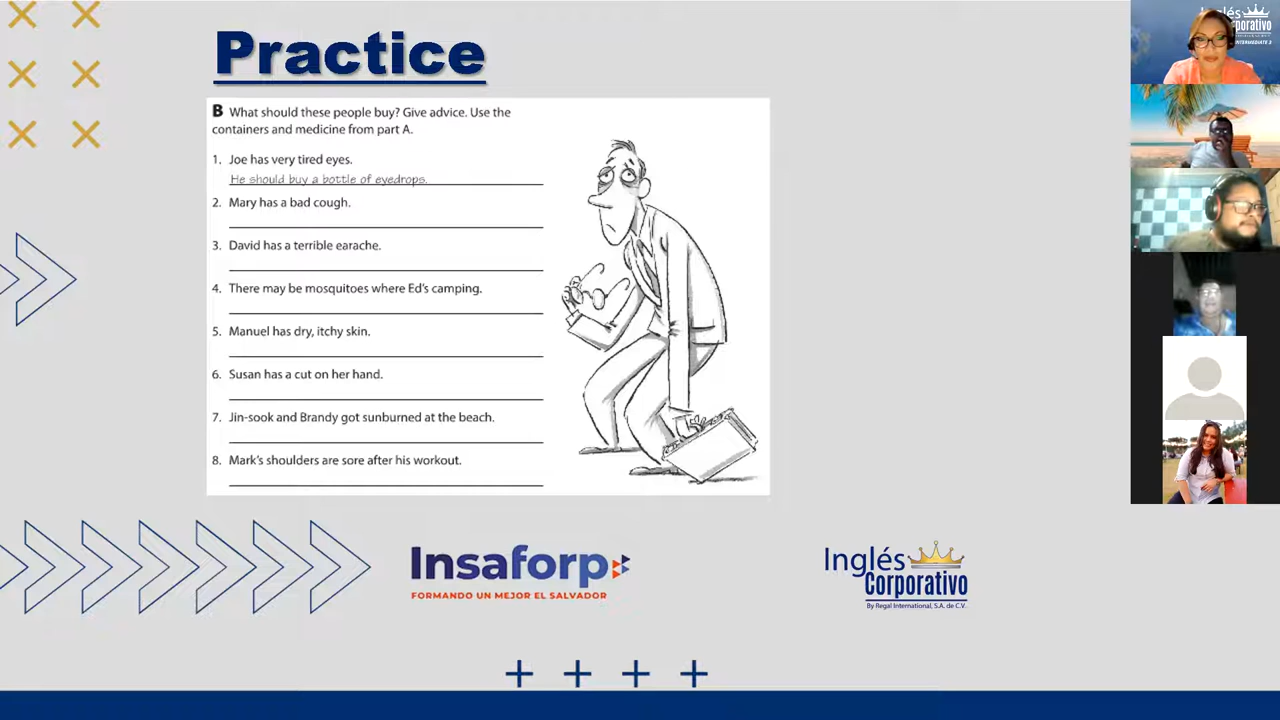 Practice
B What should these people buy? Give advice. Use the
containers and medicine from part A.
1. Joe has very tired eyes.
He should buy a bottle of eyedrops.
2. Mary has a bad cough.
3. David has a terrible earache.
4. There may be mosquitoes where Ed's camping.
5. Manuel has dry, itchy skin.
6. Susan has a cut on her hand.
7. Jin-sook and Brandy got sunburned at the beach.
8. Mark's shoulders are sore after his workout.
Insaforp
FORMANDO UN MEJOR EL SALVADOR
Inglés
Corporativo
By Regal International, S.A. de C.V.
Inglés
orporativo
INTERMEDIATE 2